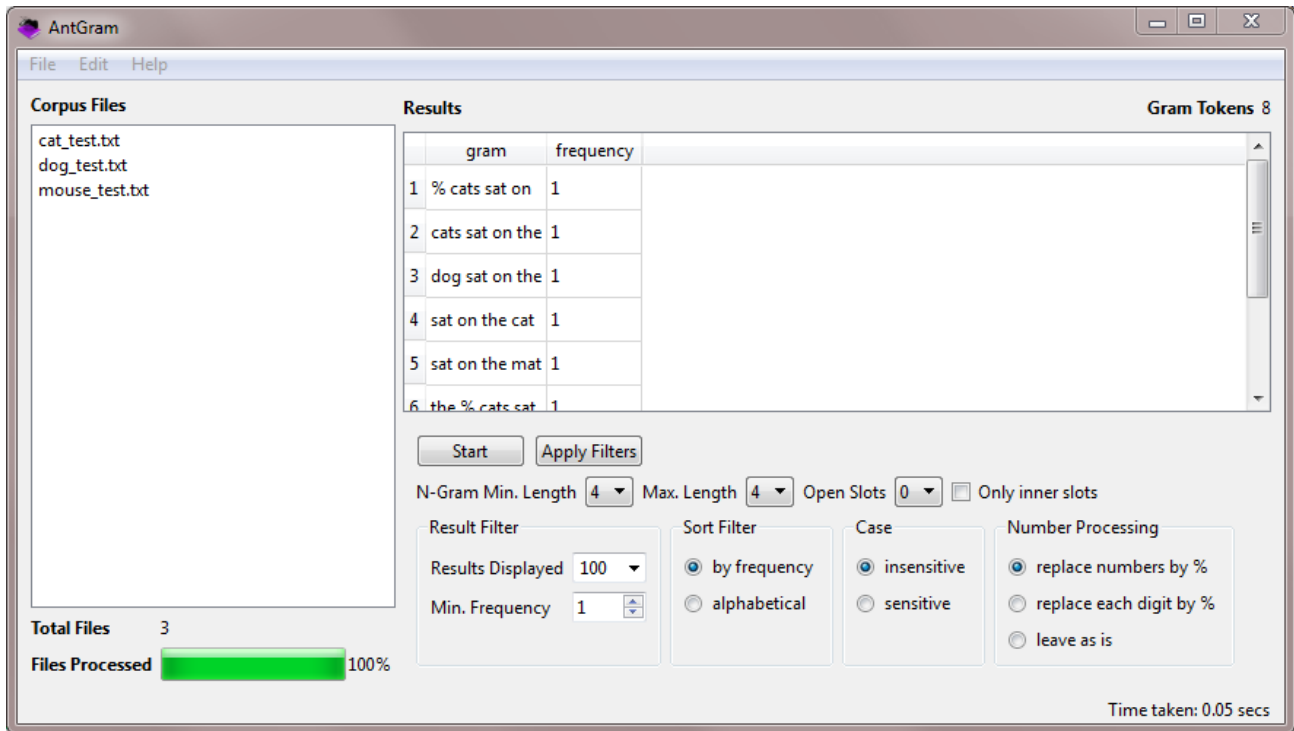 AntGram
File Edit Help
Corpus Files
cat_test.txt
dog_test.txt
mouse_test.txt
Total Files 3
Files Processed 100%
Results Gram Tokens 8
gram frequency
1 % cats sat on 1
2 cats sat on the 1
3 dog sat on the 1
4 sat on the cat 1
5 sat on the mat 1
6 the % cats sat 1
Start Apply Filters
N-Gram Min. Length 4 Max. Length 4 Open Slots 0 Only inner slots
Result Filter
Results Displayed 100
Min. Frequency 1
Sort Filter
by frequency
alphabetical
Case
insensitive
sensitive
Number Processing
replace numbers by %
replace each digit by %
leave as is
Time taken: 0.05 secs